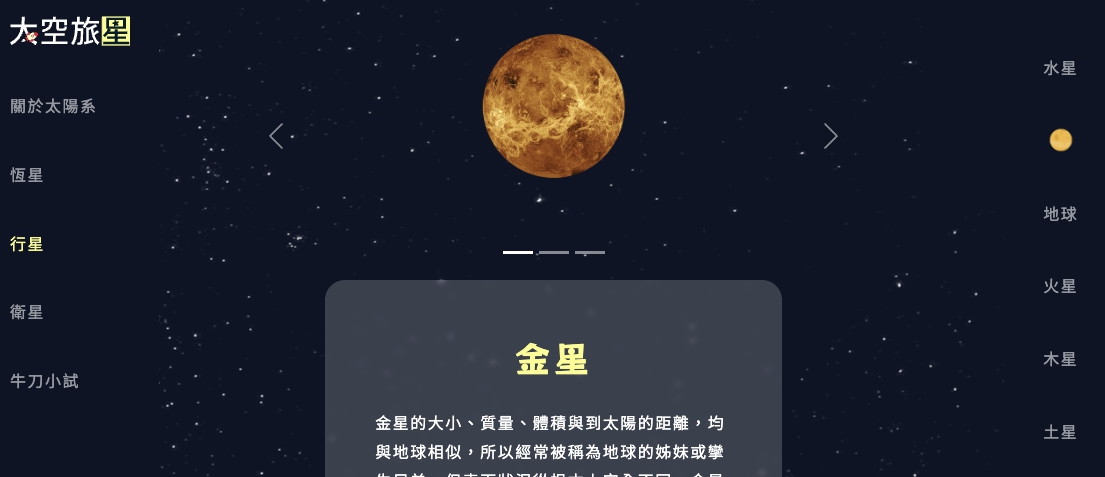 太空旅星
關於太陽系
恆星
行星
衛星
牛刀小試
金星
金星的大小、質量、體積與到太陽的距離，均
與地球相似，所以經常被稱為地球的姊妹或孿
水星
地球
火星
木星
土星